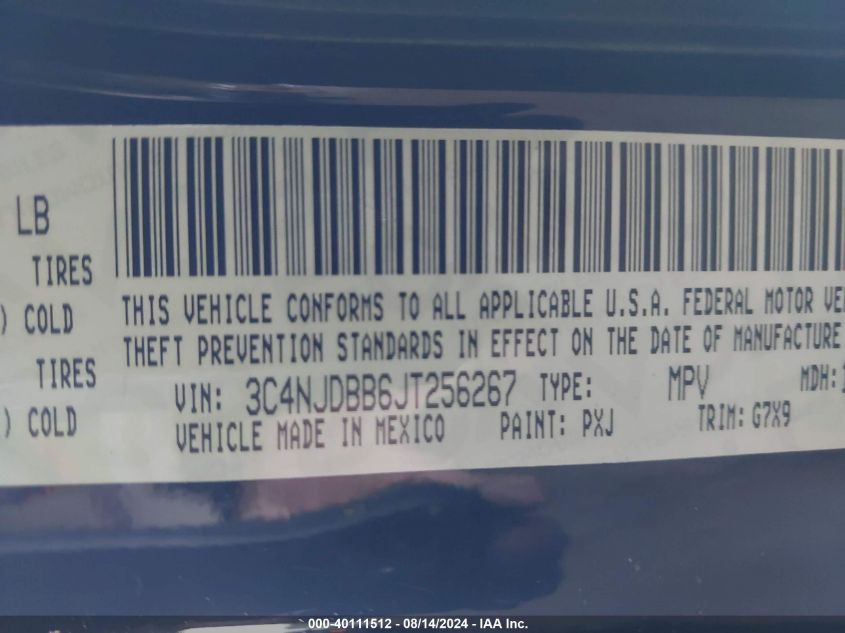 LB
TIRES
) COLD
TIRES
) COLD
THIS VEHICLE CONFORMS TO ALL APPLICABLE U.S.A. FEDERAL MOTOR VE
THEFT PREVENTION STANDARDS IN EFFECT ON THE DATE OF MANUFACTURE
VIN: 3C4NJDBB6JT256267 TYPE: MPV MDH:1
VEHICLE MADE IN MEXICO PAINT: PXJ TRIM: G7X9
000-40111512 - 08/14/2024 - IAA Inc.